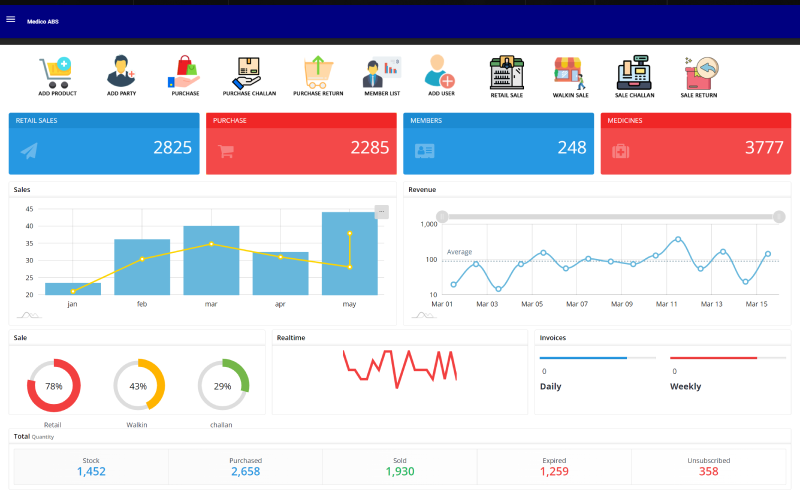 Medico ABS
ADD PRODUCT ADD PARTY PURCHASE PURCHASE CHALLAN PURCHASE RETURN MEMBER LIST ADD USER RETAIL SALE WALKIN SALE SALE CHALLAN SALE RETURN
RETAIL SALES PURCHASE MEMBERS MEDICINES
2825 2285 248 3777
Sales Revenue
45
40
35
30
25
20
jan feb mar apr may
1,000
100
10
Average
Mar 01 Mar 03 Mar 05 Mar 07 Mar 09 Mar 11 Mar 13 Mar 15
Sale Realtime Invoices
78% 43% 29%
Retail Walkin challan
0 0
Daily Weekly
Total Quantity
Stock Purchased Sold Expired Unsubscribed
1,452 2,658 1,930 1,259 358